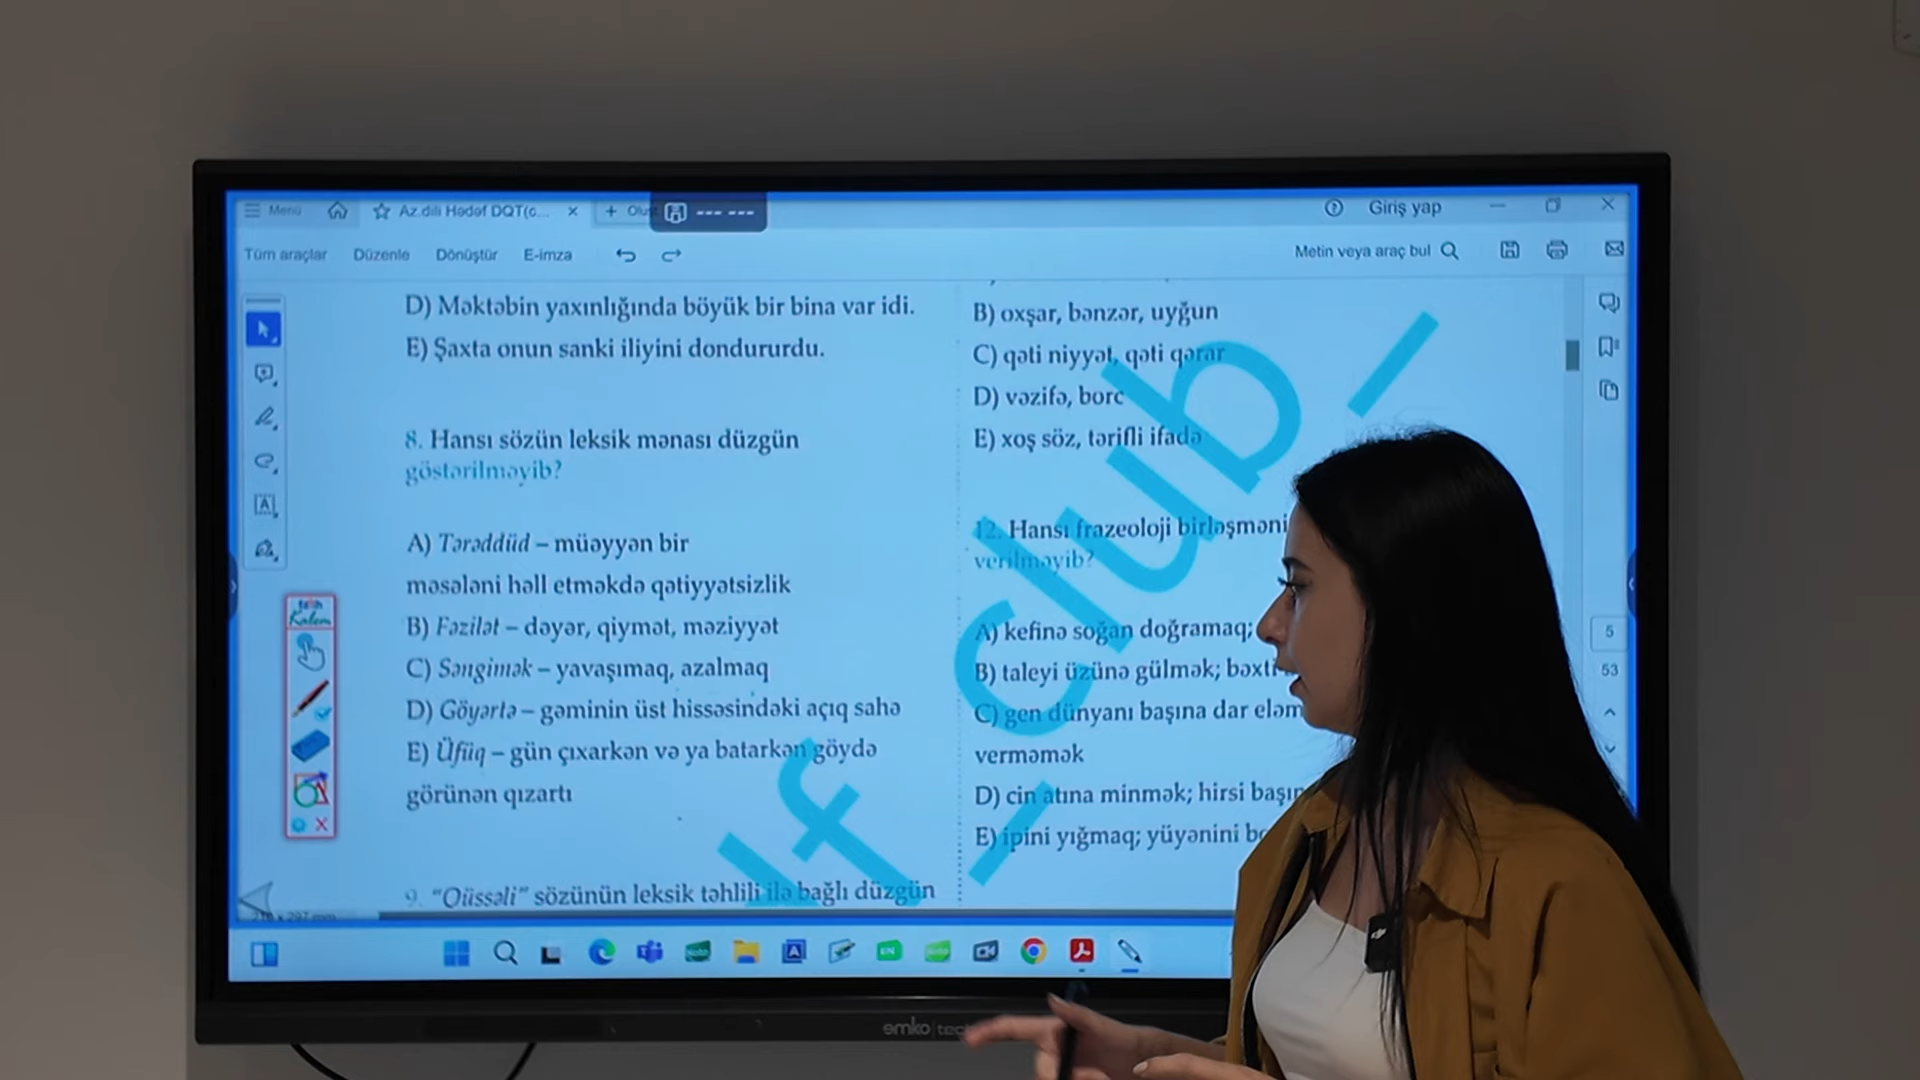 Menü
Az.dili Hədəf DQT(c...
Giriş yap
Tüm araçlar Düzenle Dönüştür E-imza
Metin veya araç bul
D) Məktəbin yaxınlığında böyük bir bina var idi.
E) Şaxta onun sanki iliyini dondururdu.
8. Hansı sözün leksik mənası düzgün
göstərilməyib?
A) Tərəddüd – müəyyən bir
məsələni həll etməkdə qətiyyətsizlik
B) Fəzilət – dəyər, qiymət, məziyyət
C) Səngimək – yavaşımaq, azalmaq
D) Göyərtə – gəminin üst hissəsindəki açıq sahə
E) Üfüq – gün çıxarkən və ya batarkən göydə
görünən qızartı
9. “Qüssəli” sözünün leksik təhlili ilə bağlı düzgün
B) oxşar, bənzər, uyğun
C) qəti niyyət, qəti qərar
D) vəzifə, borc
E) xoş söz, tərifli ifadə
12. Hansı frazeoloji birləşməni
verilməyib?
A) kefinə soğan doğramaq;
B) taleyi üzünə gülmək; bəxti
C) gen dünyanı başına dar eləm
verməmək
D) cin atına minmək; hirsi başın
E) ipini yığmaq; yüyənini bo
club
5
53
Kalem
emko